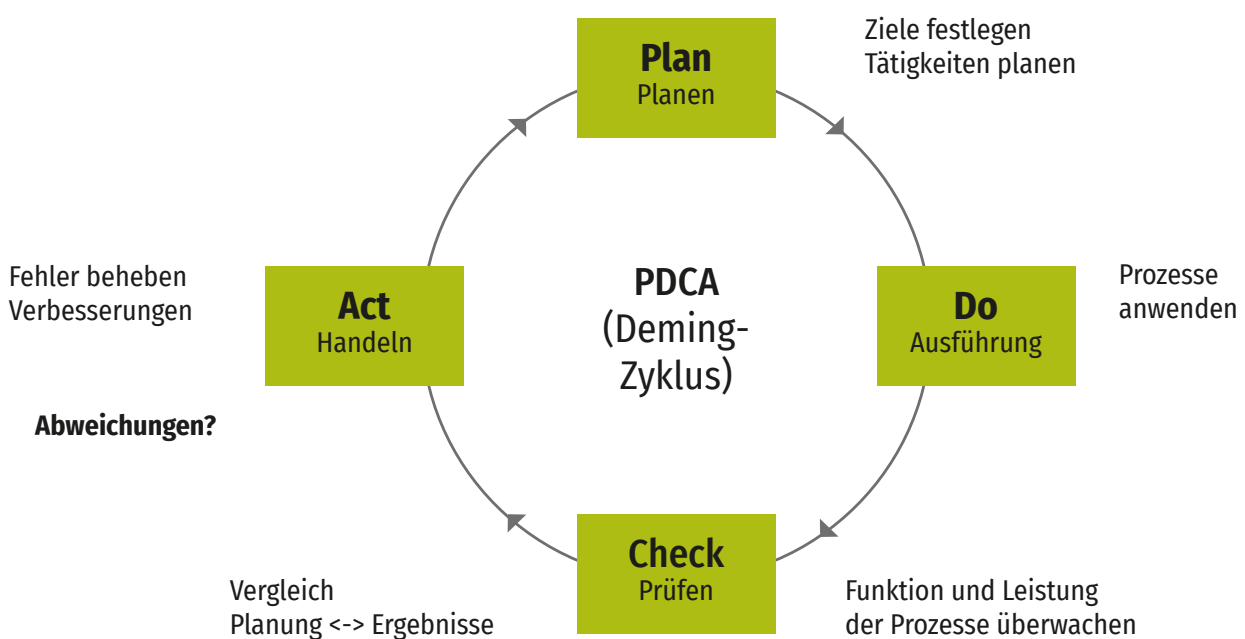 Plan
Planen
Ziele festlegen
Tätigkeiten planen
Fehler beheben
Verbesserungen
Act
Handeln
PDCA
(Deming-
Zyklus)
Do
Ausführung
Prozesse
anwenden
Abweichungen?
Check
Prüfen
Vergleich
Planung <-> Ergebnisse
Funktion und Leistung
der Prozesse überwachen